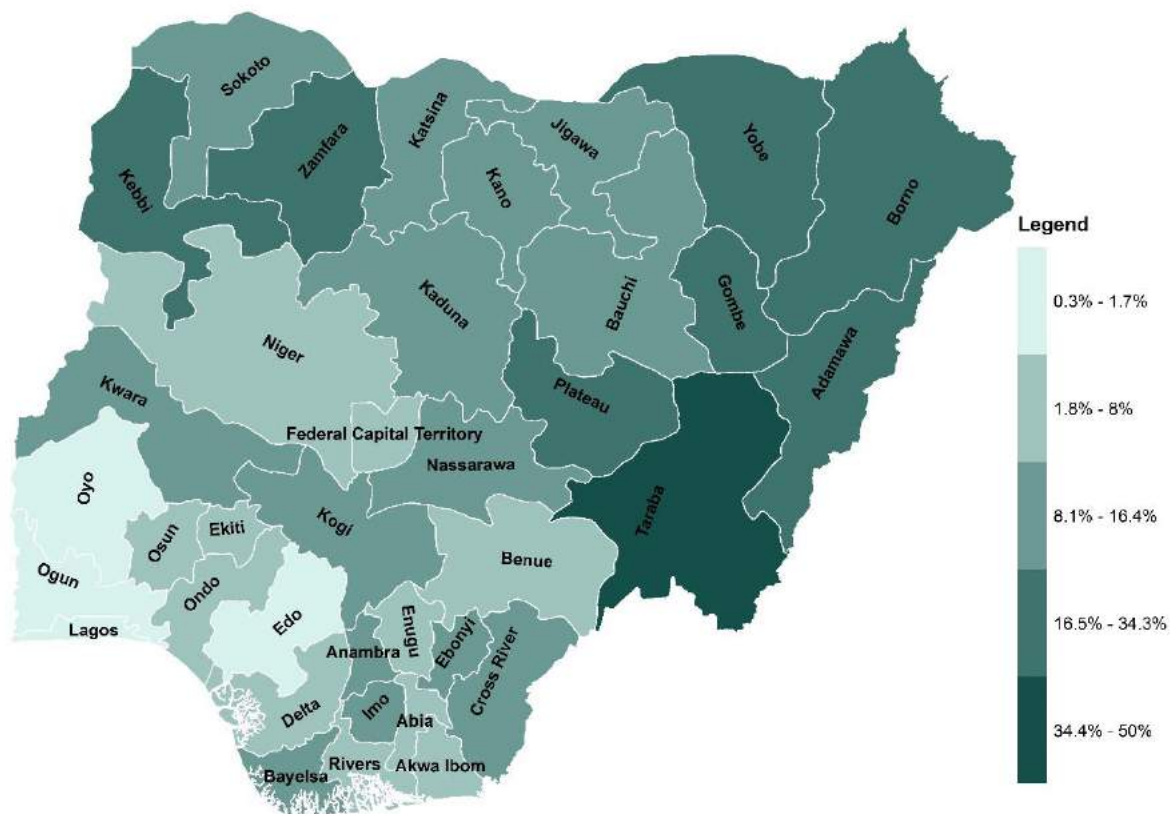 Sokoto
Katsina
Jigawa
Yobe
Zamfara
Kano
Kebbi
Borno
Legend
0.3% - 1.7%
Kaduna
Bauchi
Gombe
Niger
Adamawa
Kwara
Plateau
1.8% - 8%
Federal Capital Territory
Nassarawa
Oyo
Taraba
Kogi
8.1% - 16.4%
Osun
Ekiti
Benue
Ogun
Ondo
Edo
Lagos
Enugu
16.5% - 34.3%
Anambra
Ebonyi
Cross River
Delta
Imo
Abia
34.4% - 50%
Rivers
Akwa Ibom
Bayelsa